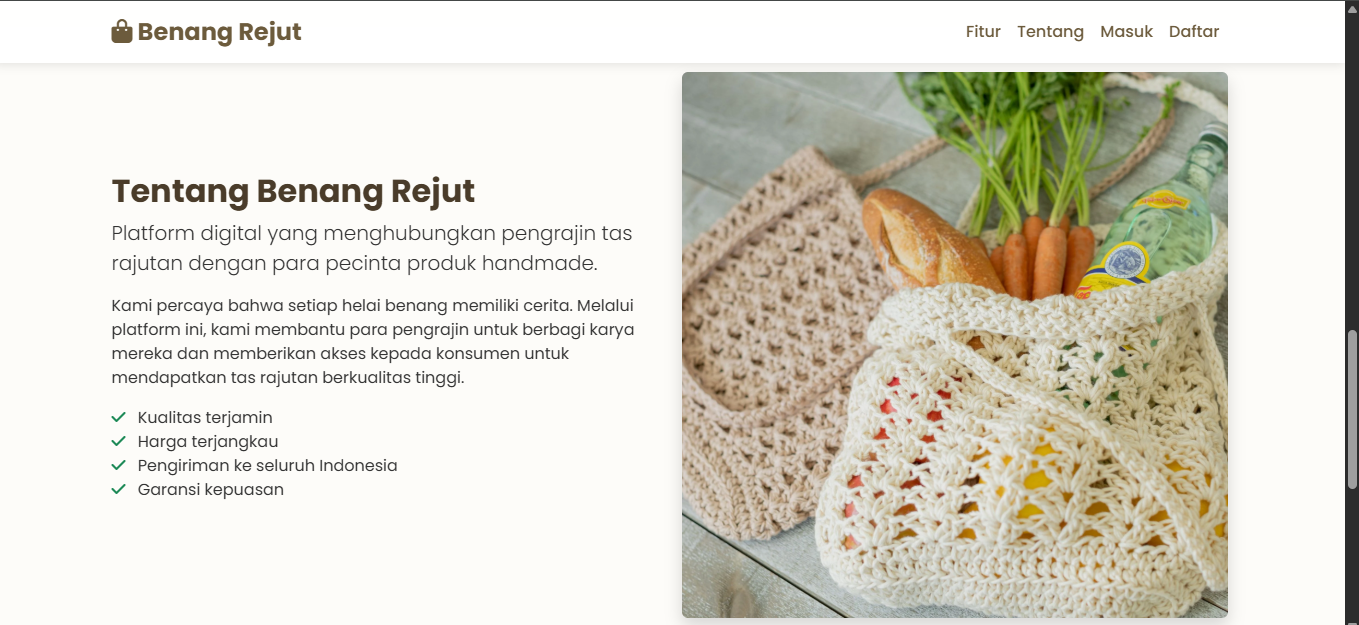 Benang Rejut
Fitur Tentang Masuk Daftar
Tentang Benang Rejut
Platform digital yang menghubungkan pengrajin tas
rajutan dengan para pecinta produk handmade.
Kami percaya bahwa setiap helai benang memiliki cerita. Melalui
platform ini, kami membantu para pengrajin untuk berbagi karya
mereka dan memberikan akses kepada konsumen untuk
mendapatkan tas rajutan berkualitas tinggi.
Kualitas terjamin
Harga terjangkau
Pengiriman ke seluruh Indonesia
Garansi kepuasan